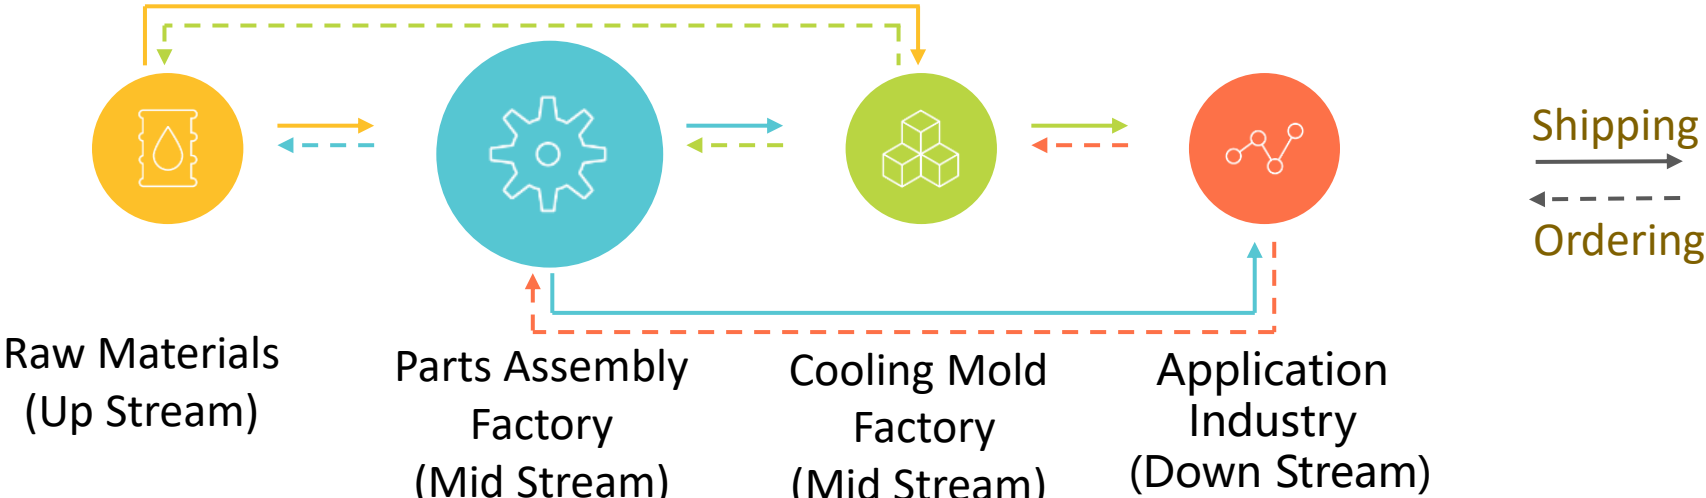 Shipping
Ordering
Raw Materials
(Up Stream)
Parts Assembly
Factory
(Mid Stream)
Cooling Mold
Factory
(Mid Stream)
Application
Industry
(Down Stream)